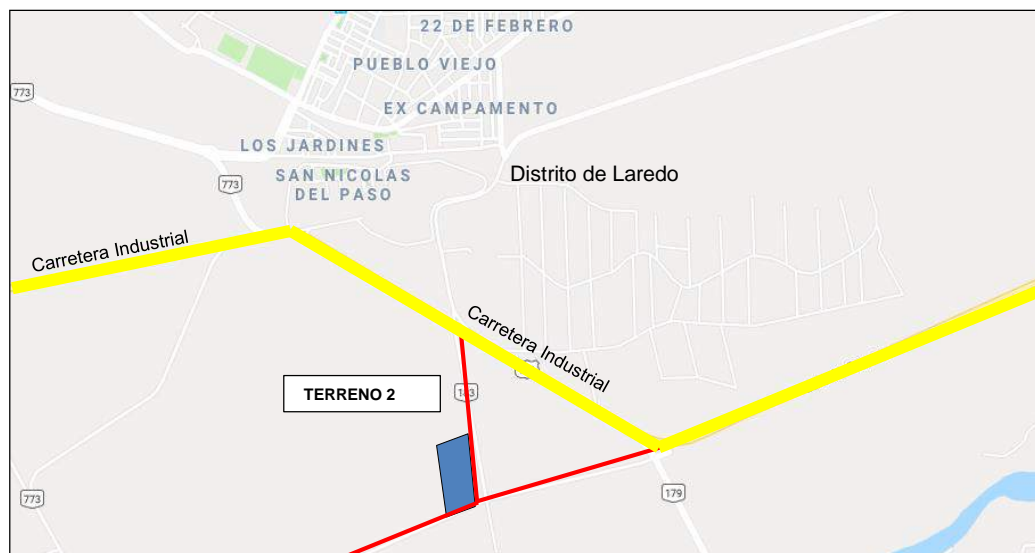 22 DE FEBRERO
PUEBLO VIEJO
773
EX CAMPAMENTO
LOS JARDINES
SAN NICOLAS
DEL PASO
773
Distrito de Laredo
Carretera Industrial
Carretera Industrial
TERRENO 2
773
179